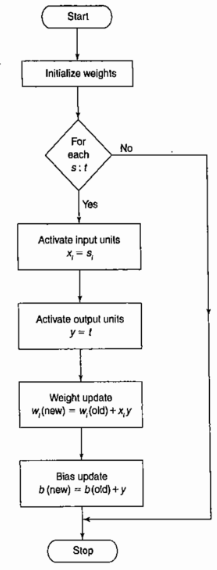 Start
Initialize weights
For
each
s : t
No
Yes
Activate input units
xᵢ = sᵢ
Activate output units
y = t
Weight update
wᵢ(new) = wᵢ(old) + xᵢy
Bias update
b (new) = b(old) + y
Stop